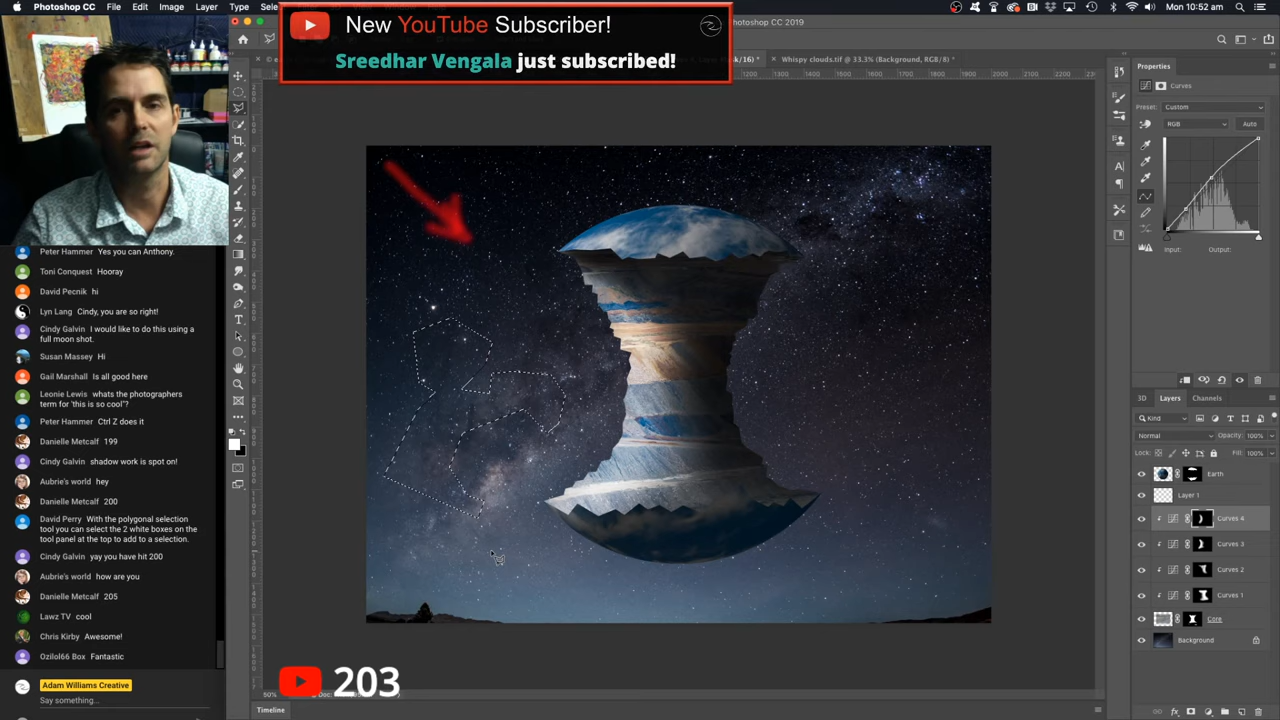 Photoshop CC
File
Edit
Image
Layer
Type
Sele
10:52 am
New YouTube Subscriber!
Sreedhar Vengala just subscribed!
Photoshop CC 2019
Whispy clouds.tif @ 33.3% (Background, RGB/8) *
Properties
Curves
Preset:
Custom
RGB
Auto
Input:
Output:
Peter Hammer Yes you can Anthony.
Toni Conquest Hooray
David Pecnik hi
Lyn Lang Cindy, you are so right!
Cindy Galvin I would like to do this using a
full moon shot.
Susan Massey Hi
Gail Marshall Is all good here
Leonie Lewis whats the photographers
term for 'this is so cool"?
Peter Hammer Ctrl Z does it
Danielle Metcalf 199
Cindy Galvin shadow work is spot on!
Aubrie's world hey
Danielle Metcalf 200
David Perry With the polygonal selection
tool you can select the 2 white boxes on the
tool panel at the top to add to a selection.
Cindy Galvin yay you have hit 200
Aubrie's world how are you
Danielle Metcalf 205
Lawz TV cool
Chris Kirby Awesome!
Ozilol66 Box Fantastic
Adam Williams Creative
Say something...
3D
Layers
Channels
Kind
Normal
Opacity: 100%
Lock:
Fill: 100%
Earth
Layer 1
Curves 4
Curves 3
Curves 2
Curves 1
Core
Background
203
Timeline